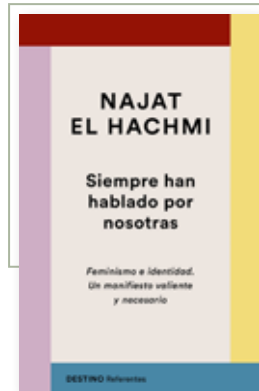 NAJAT
EL HACHMI
Siempre han
hablado por
nosotras
Feminismo e identidad.
Un manifiesto valiente
y necesario
DESTINO Referentes